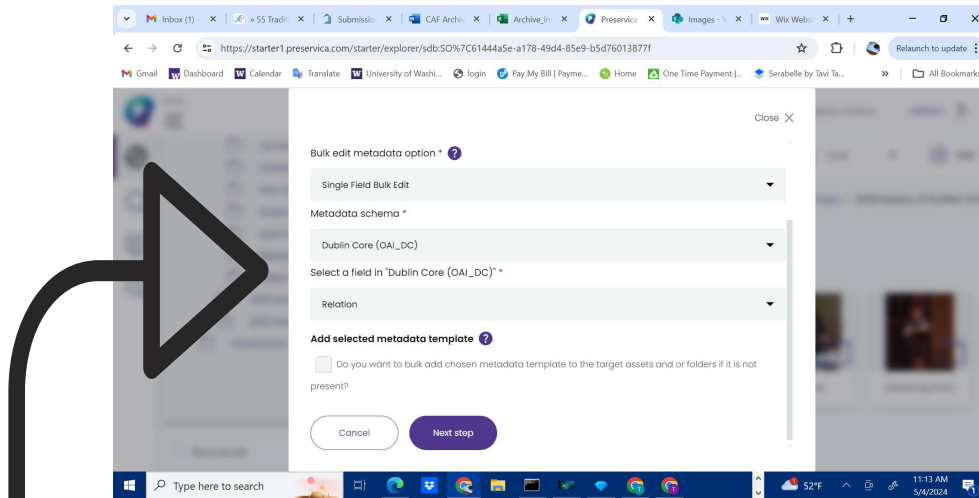 Inbox (1) -
» 55 Tradit
Submission
CAF Archiv
Archive_inv
Preservica
Images - V
Wix Websi
https://starter1.preservica.com/starter/explorer/sdb:SO%7C61444a5e-a178-49d4-85e9-b5d76013877f
Relaunch to update
Gmail Dashboard Calendar Translate University of Washi... login Pay My Bill | Payme... Home One Time Payment |... Serabelle by Tavi Ta... » All Bookmarks
Close
Bulk edit metadata option * ?
Single Field Bulk Edit
Metadata schema *
Dublin Core (OAI_DC)
Select a field in "Dublin Core (OAI_DC)" *
Relation
Add selected metadata template ?
Do you want to bulk add chosen metadata template to the target assets and or folders if it is not
present?
Cancel Next step
Type here to search
52°F
11:13 AM
5/4/2024